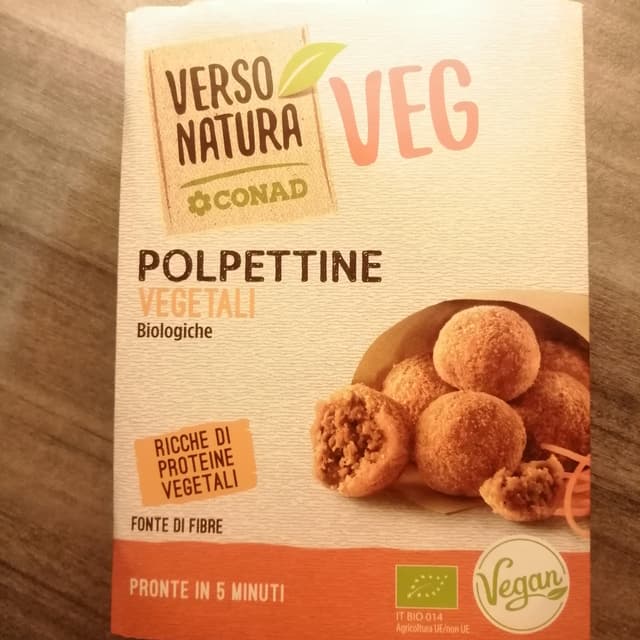 VERSO
NATURA
CONAD
VEG
POLPETTINE
VEGETALI
Biologiche
RICCHE DI
PROTEINE
VEGETALI
FONTE DI FIBRE
PRONTE IN 5 MINUTI
IT BIO 014
Agricoltura UE/non UE
Vegan